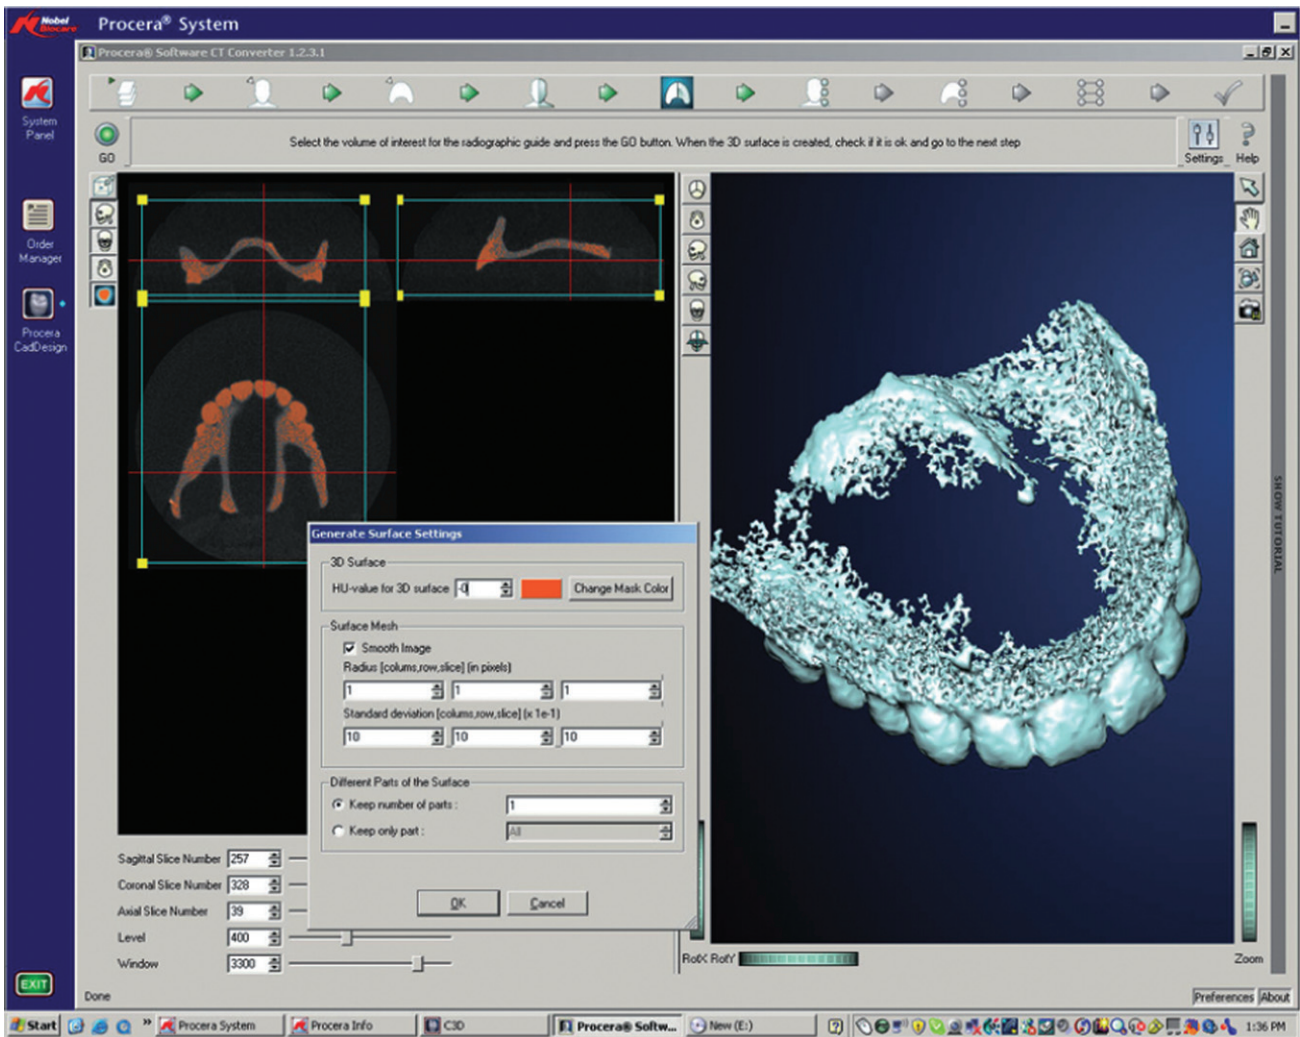 Nobel
Biocare
Procera® System
Procera® Software CT Converter 1.2.3.1
System
Panel
GO
Select the volume of interest for the radiographic guide and press the GO button. When the 3D surface is created, check if it is ok and go to the next step
Settings
Help
Order
Manager
Procera
CadDesign
SHOW TUTORIAL
Generate Surface Settings
3D Surface
HU-value for 3D surface
-0
Change Mask Color
Surface Mesh
Smooth Image
Radius [colums,row,slice] (in pixels)
1 1 1
Standard deviation [colums,row,slice] (x 1e-1)
10 10 10
Different Parts of the Surface
Keep number of parts :
1
Keep only part :
All
OK
Cancel
Sagittal Slice Number 257
Coronal Slice Number 328
Axial Slice Number 39
Level 400
Window 3300
RotX RotY
Zoom
EXIT
Done
Preferences
About
Start
»
Procera System
Procera Info
C3D
Procera® Softw...
New (E:)
1:36 PM